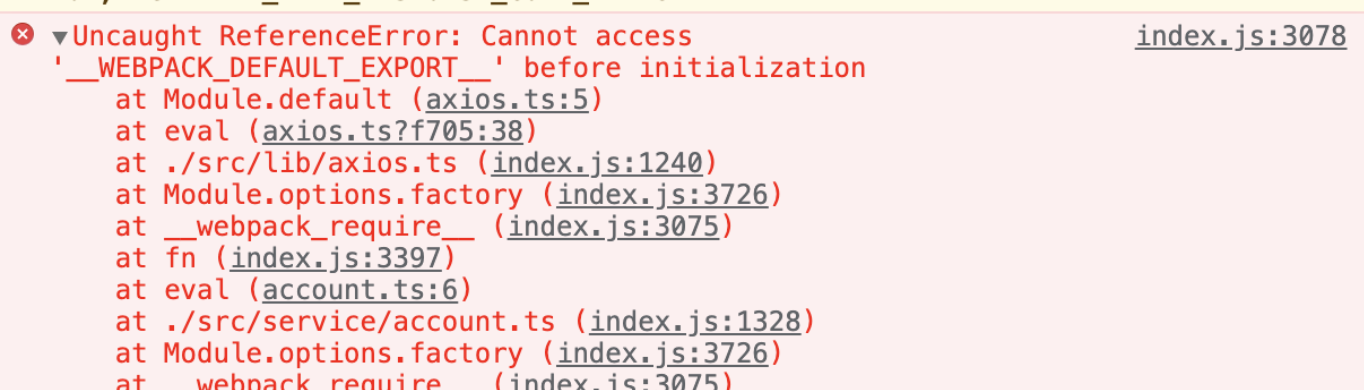 Uncaught ReferenceError: Cannot access index.js:3078
'__WEBPACK_DEFAULT_EXPORT__' before initialization
at Module.default (axios.ts:5)
at eval (axios.ts?f705:38)
at ./src/lib/axios.ts (index.js:1240)
at Module.options.factory (index.js:3726)
at __webpack_require__ (index.js:3075)
at fn (index.js:3397)
at eval (account.ts:6)
at ./src/service/account.ts (index.js:1328)
at Module.options.factory (index.js:3726)
at __webpack_require__ (index.js:3075)